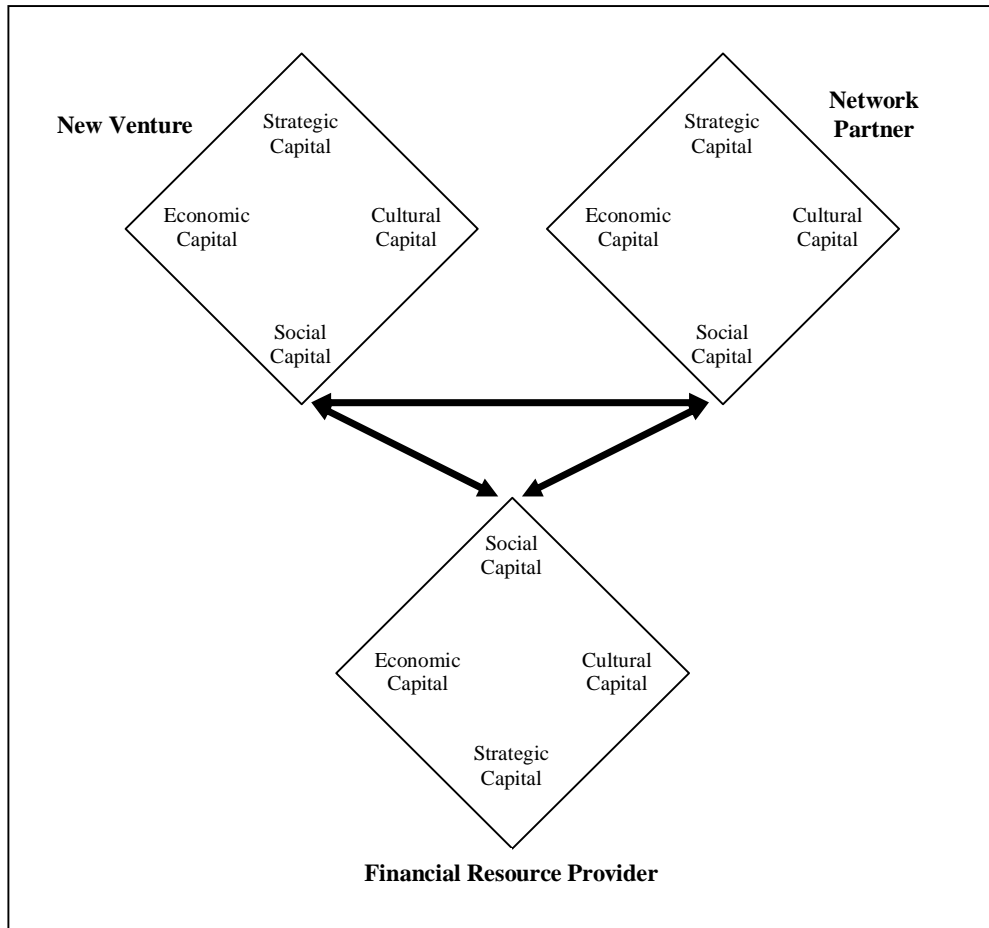 New Venture
Strategic
Capital
Economic
Capital
Cultural
Capital
Social
Capital
Network
Partner
Strategic
Capital
Economic
Capital
Cultural
Capital
Social
Capital
Social
Capital
Economic
Capital
Cultural
Capital
Strategic
Capital
Financial Resource Provider